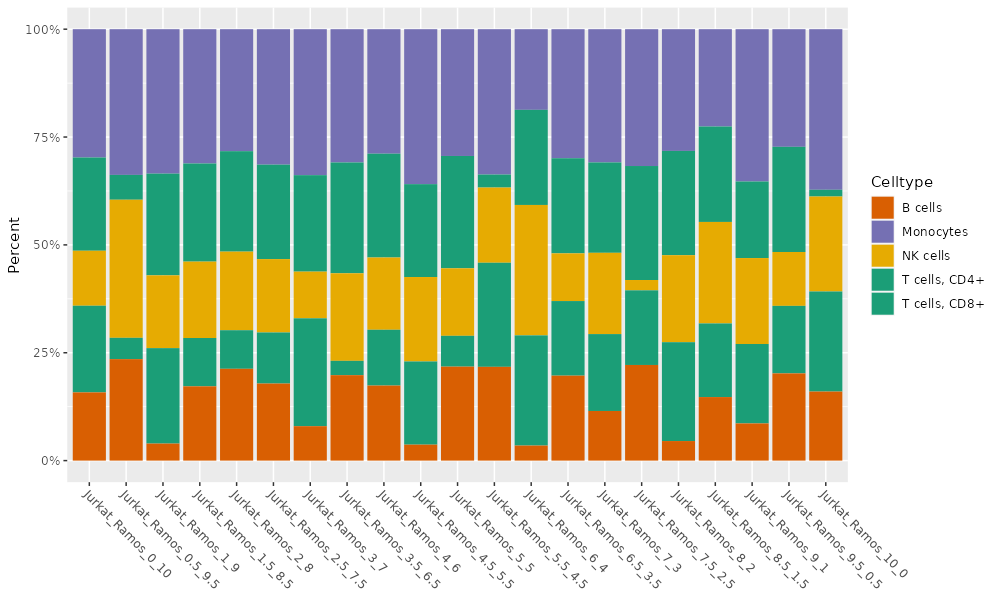 100%
75%
50%
25%
0%
Percent
Jurkat_Ramos_0_10
Jurkat_Ramos_0.5_9.5
Jurkat_Ramos_1_9
Jurkat_Ramos_1.5_8.5
Jurkat_Ramos_2_8
Jurkat_Ramos_2.5_7.5
Jurkat_Ramos_3_7
Jurkat_Ramos_3.5_6.5
Jurkat_Ramos_4_6
Jurkat_Ramos_4.5_5.5
Jurkat_Ramos_5_5
Jurkat_Ramos_5.5_4.5
Jurkat_Ramos_6_4
Jurkat_Ramos_6.5_3.5
Jurkat_Ramos_7_3
Jurkat_Ramos_7.5_2.5
Jurkat_Ramos_8_2
Jurkat_Ramos_8.5_1.5
Jurkat_Ramos_9_1
Jurkat_Ramos_9.5_0.5
Jurkat_Ramos_10_0
Celltype
B cells
Monocytes
NK cells
T cells, CD4+
T cells, CD8+